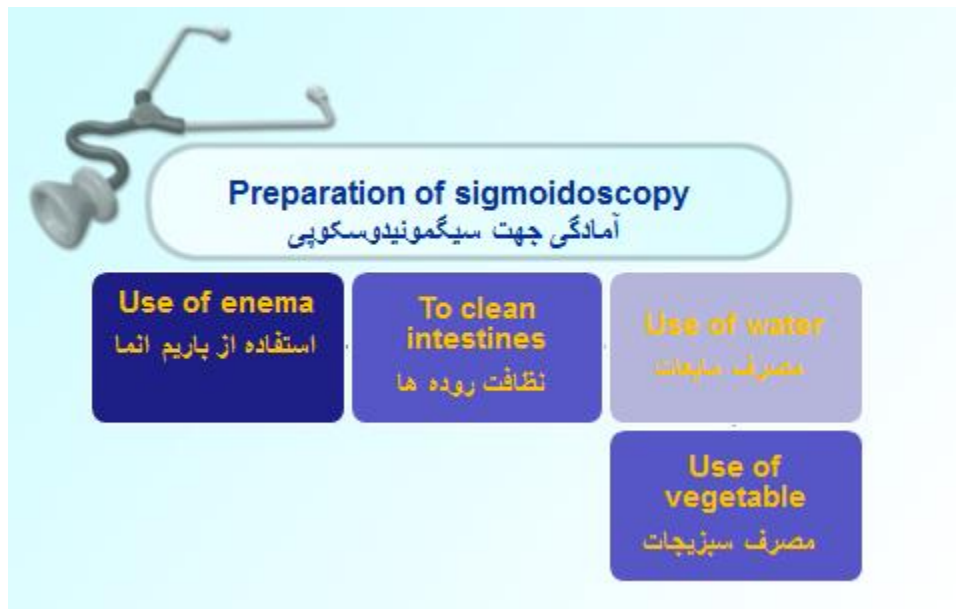 Preparation of sigmoidoscopy
آمادگی جهت سیگموئیدوسکوپی
Use of enema
استفاده از باریم انما
To clean
intestines
نظافت روده ها
Use of water
مصرف مایعات
Use of
vegetable
مصرف سبزیجات